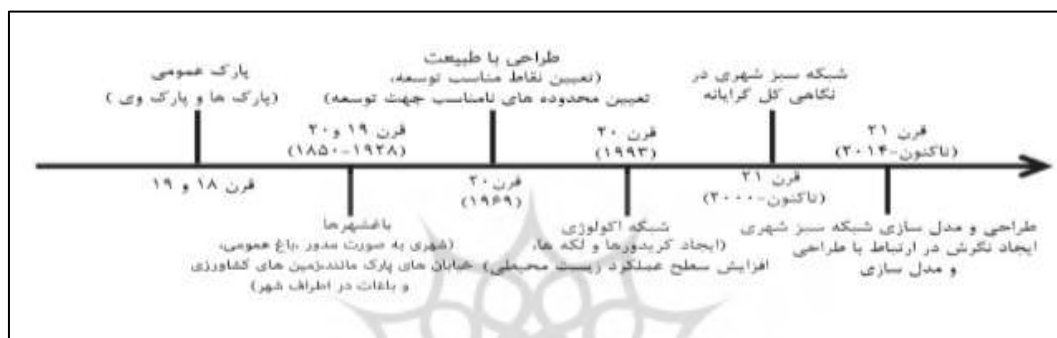 پارک عمومی
(پارک ها و پارک وی )
قرن ۱۸ و ۱۹
قرن ۱۹ و ۲۰
(۱۸۵۰-۱۹۲۸)
باغشهرها
(شهری به صورت مدور ،باغ عمومی،
خیابان های پارک مانند،زمین های کشاورزی
و باغات در اطراف شهر)
طراحی با طبیعت
(تعیین نقاط مناسب توسعه،
تعیین محدوده های نامناسب جهت توسعه)
قرن ۲۰
(۱۹۶۹)
قرن ۲۰
(۱۹۹۳)
شبکه اکولوژی
(ایجاد کریدورها و لکه ها،
افزایش سطح عملکرد زیست محیطی)
شبکه سبز شهری در
نگاهی کل گرایانه
قرن ۲۱
(تاکنون-۲۰۰۰)
قرن ۲۱
(تاکنون-۲۰۱۴)
طراحی و مدل سازی شبکه سبز شهری
ایجاد نگرش در ارتباط با طراحی
و مدل سازی